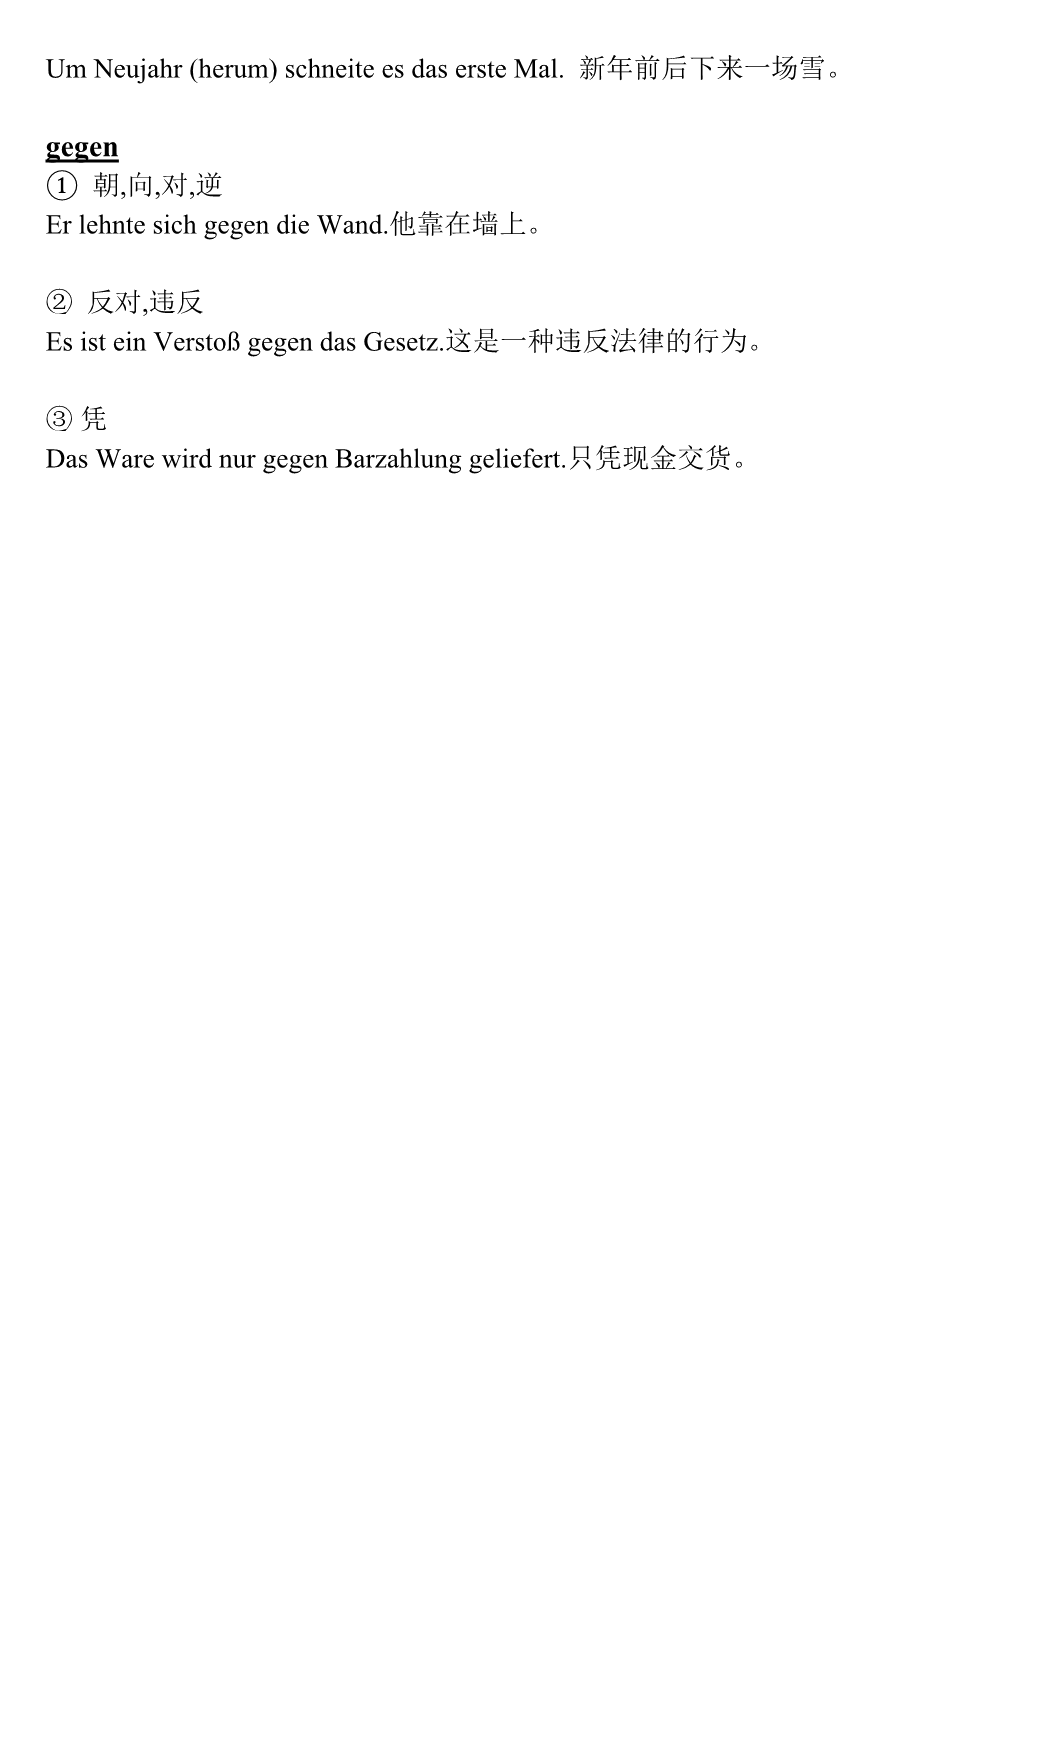 Um Neujahr (herum) schneite es das erste Mal.  新年前后下来一场雪。
gegen
① 朝,向,对,逆
Er lehnte sich gegen die Wand.他靠在墙上。
② 反对,违反
Es ist ein Verstoß gegen das Gesetz.这是一种违反法律的行为。
③ 凭
Das Ware wird nur gegen Barzahlung geliefert.只凭现金交货。